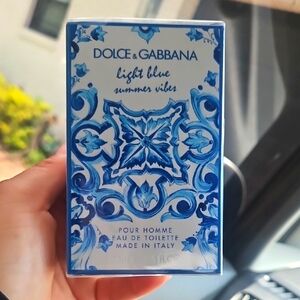 DOLCE & GABBANA
light blue
summer vibes
POUR HOMME
EAU DE TOILETTE
MADE IN ITALY